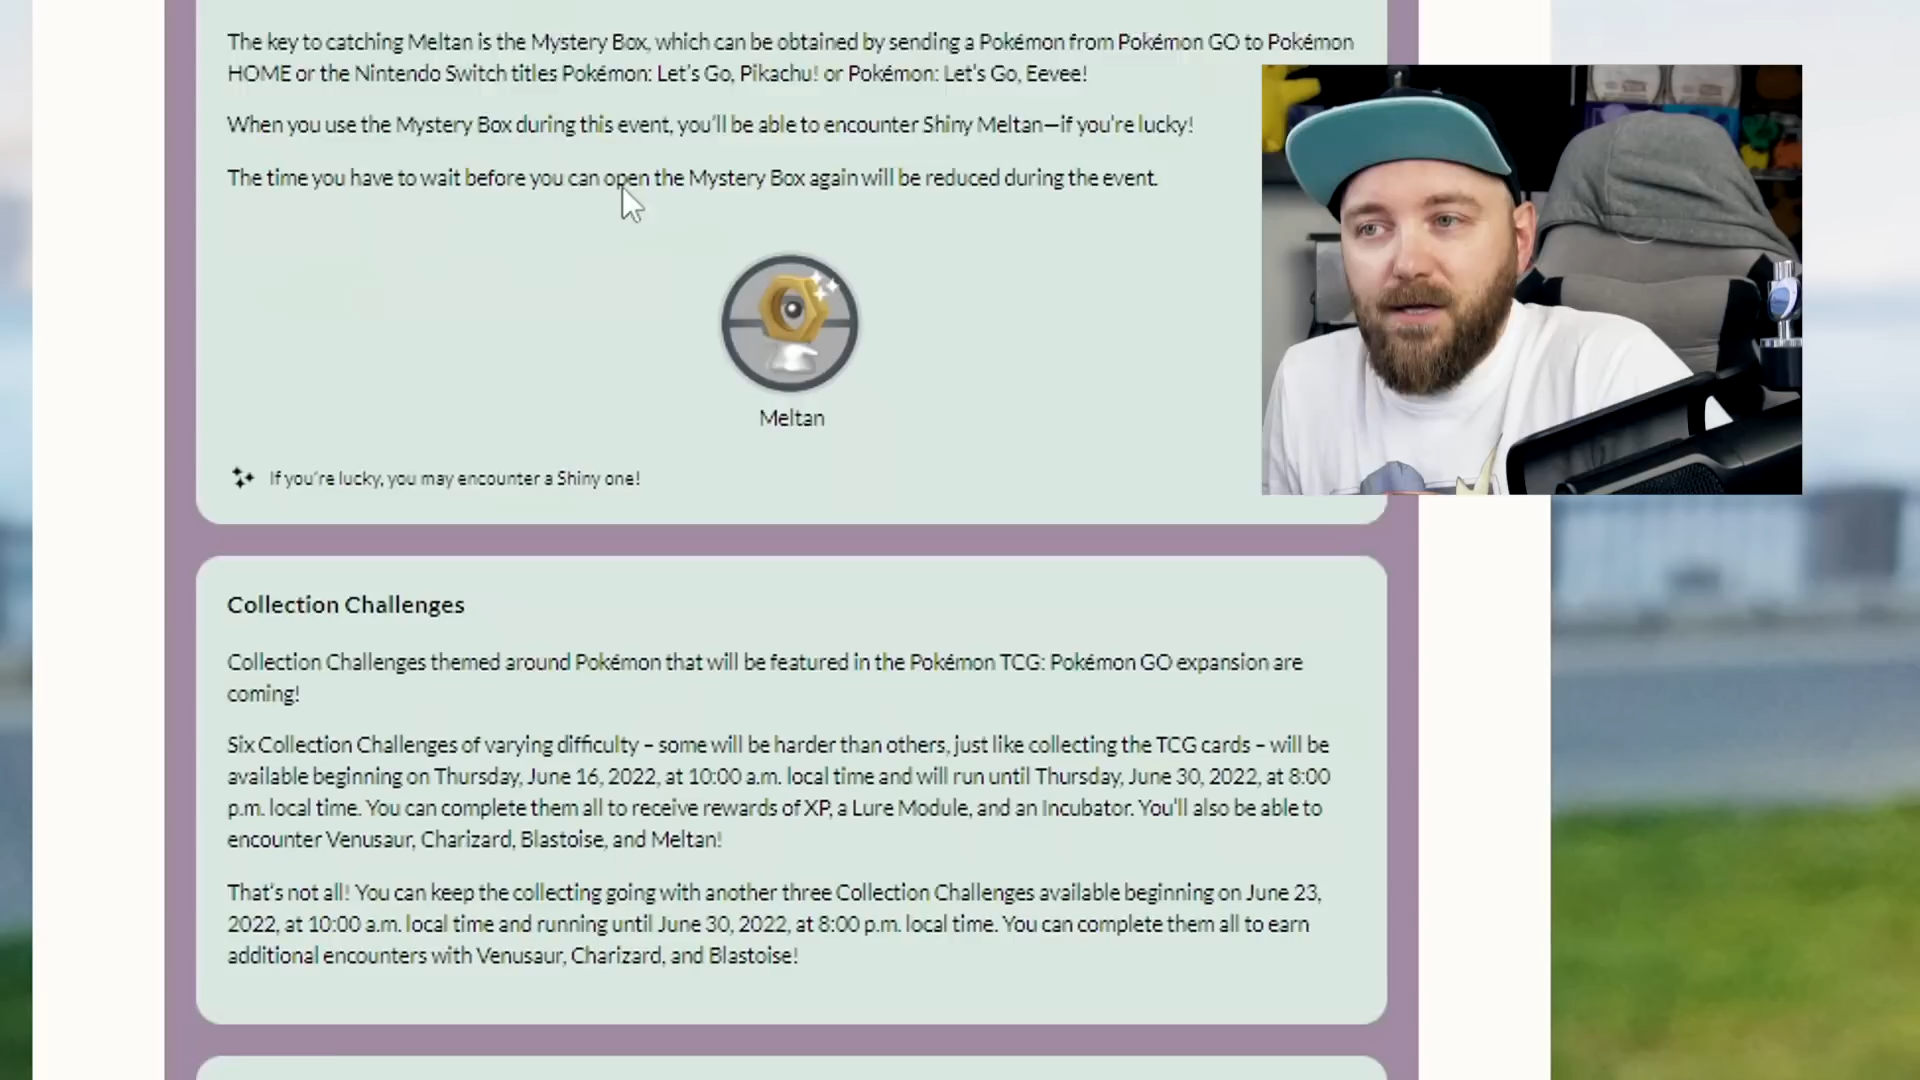 The key to catching Meltan is the Mystery Box, which can be obtained by sending a Pokémon from Pokémon GO to Pokémon
HOME or the Nintendo Switch titles Pokémon: Let's Go, Pikachu! or Pokémon: Let's Go, Eevee!
When you use the Mystery Box during this event, you'll be able to encounter Shiny Meltan—if you're lucky!
The time you have to wait before you can open the Mystery Box again will be reduced during the event.
Meltan
If you're lucky, you may encounter a Shiny one!
Collection Challenges
Collection Challenges themed around Pokémon that will be featured in the Pokémon TCG: Pokémon GO expansion are
coming!
Six Collection Challenges of varying difficulty – some will be harder than others, just like collecting the TCG cards – will be
available beginning on Thursday, June 16, 2022, at 10:00 a.m. local time and will run until Thursday, June 30, 2022, at 8:00
p.m. local time. You can complete them all to receive rewards of XP, a Lure Module, and an Incubator. You'll also be able to
encounter Venusaur, Charizard, Blastoise, and Meltan!
That's not all! You can keep the collecting going with another three Collection Challenges available beginning on June 23,
2022, at 10:00 a.m. local time and running until June 30, 2022, at 8:00 p.m. local time. You can complete them all to earn
additional encounters with Venusaur, Charizard, and Blastoise!